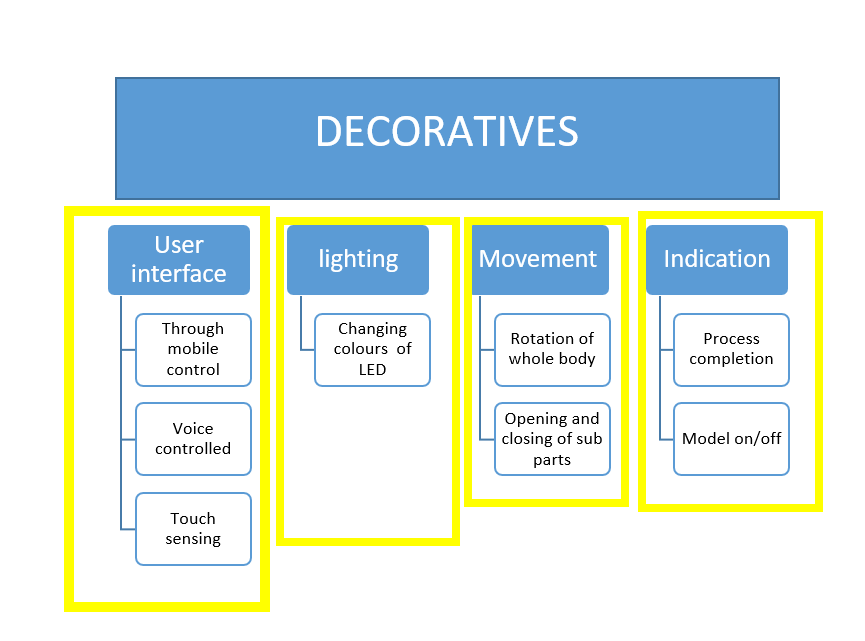 DECORATIVES
User
interface
Through
mobile
control
Voice
controlled
Touch
sensing
lighting
Changing
colours of
LED
Movement
Rotation of
whole body
Opening and
closing of sub
parts
Indication
Process
completion
Model on/off